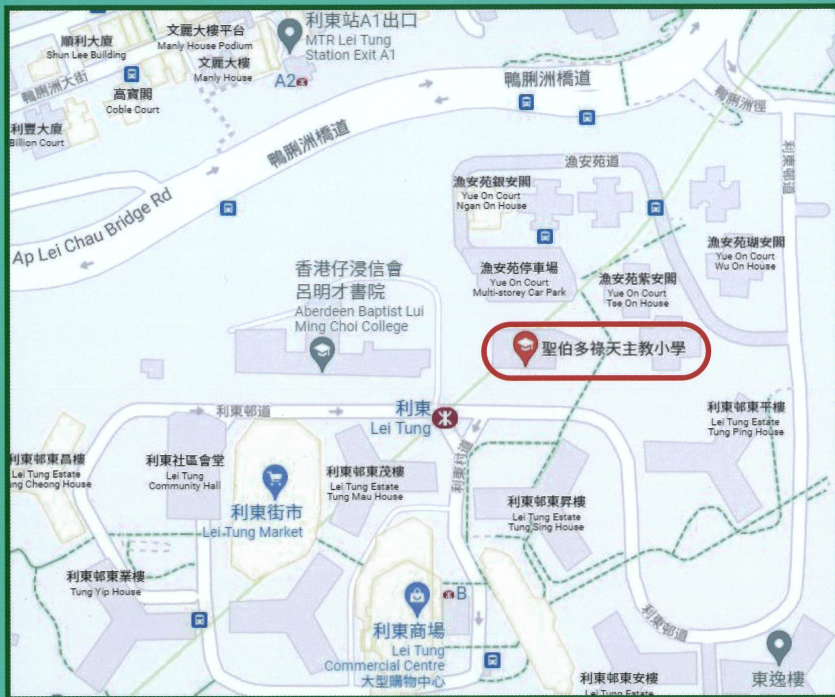 利東站A1出口
MTR Lei Tung
Station Exit A1
文麗大樓平台
Manly House Podium
順利大廈
Shun Lee Building
文麗大樓
Manly House
A2
鴨脷洲大街
高寶閣
Coble Court
利豐大廈
Billion Court
鴨脷洲橋道
鴨脷洲橋道
鴨脷洲徑
Ap Lei Chau Bridge Rd
利東邨道
漁安苑道
漁安苑銀安閣
Yue On Court
Ngan On House
漁安苑瑚安閣
Yue On Court
Wu On House
漁安苑停車場
Yue On Court
Multi-storey Car Park
漁安苑紫安閣
Yue On Court
Tse On House
香港仔浸信會
呂明才書院
Aberdeen Baptist Lui
Ming Choi College
聖伯多祿天主教小學
利東邨道
利東
Lei Tung
利東村道
利東邨東平樓
Lei Tung Estate
Tung Ping House
利東邨東昌樓
Lei Tung Estate
ng Cheong House
利東社區會堂
Lei Tung
Community Hall
利東街市
Lei Tung Market
利東邨東茂樓
Lei Tung Estate
Tung Mau House
利東邨東昇樓
Lei Tung Estate
Tung Sing House
利東邨東業樓
Tung Yip House
B
利東商場
Lei Tung
Commercial Centre
大型購物中心
利東邨道
東逸樓
利東邨東安樓
Lei Tung Estate